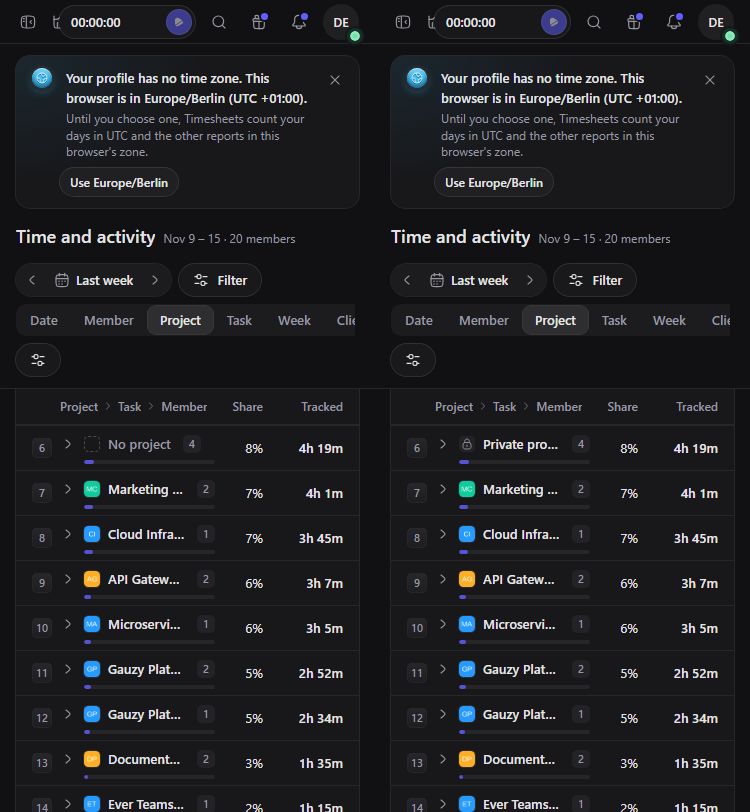 00:00:00
DE
Your profile has no time zone. This
browser is in Europe/Berlin (UTC +01:00).
Until you choose one, Timesheets count your
days in UTC and the other reports in this
browser's zone.
Use Europe/Berlin
Time and activity Nov 9 – 15 · 20 members
Last week Filter
Date Member Project Task Week Clie
Project Task Member Share Tracked
6 No project 4 8% 4h 19m
7 MC Marketing ... 2 7% 4h 1m
8 CI Cloud Infra... 1 7% 3h 45m
9 AG API Gatew... 2 6% 3h 7m
10 MA Microservi... 1 6% 3h 5m
11 GP Gauzy Plat... 2 5% 2h 52m
12 GP Gauzy Plat... 1 5% 2h 34m
13 DP Document... 2 3% 1h 35m
14 ET Ever Teams... 1 2% 1h 15m
00:00:00
DE
Your profile has no time zone. This
browser is in Europe/Berlin (UTC +01:00).
Until you choose one, Timesheets count your
days in UTC and the other reports in this
browser's zone.
Use Europe/Berlin
Time and activity Nov 9 – 15 · 20 members
Last week Filter
Date Member Project Task Week Clie
Project Task Member Share Tracked
6 Private pro... 4 8% 4h 19m
7 MC Marketing ... 2 7% 4h 1m
8 CI Cloud Infra... 1 7% 3h 45m
9 AG API Gatew... 2 6% 3h 7m
10 MA Microservi... 1 6% 3h 5m
11 GP Gauzy Plat... 2 5% 2h 52m
12 GP Gauzy Plat... 1 5% 2h 34m
13 DP Document... 2 3% 1h 35m
14 ET Ever Teams... 1 2% 1h 15m